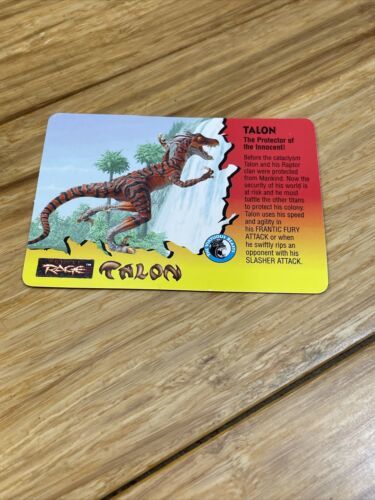 TALON
The Protector of
the Innocent!
Before the cataclysm
Talon and his Raptor
clan were protected
from Mankind. Now the
security of his world is
at risk and he must
battle the other titans
to protect his colony.
Talon uses his speed
and agility in
his FRANTIC FURY
ATTACK or when
he swiftly rips an
opponent with his
SLASHER ATTACK.
RAGE™
TALON